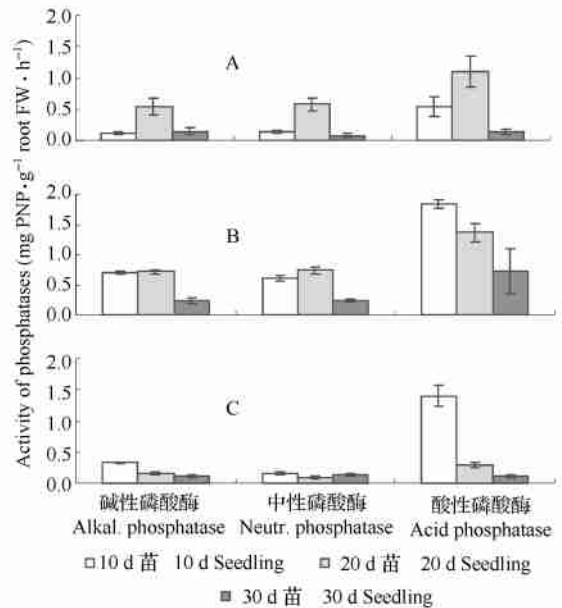 Activity of phosphatases (mg PNP·g⁻¹ root FW·h⁻¹)
2.0
1.5
1.0
0.5
0.0
A
2.0
1.5
1.0
0.5
0.0
B
2.0
1.5
1.0
0.5
0.0
C
碱性磷酸酶 中性磷酸酶 酸性磷酸酶
Alkal. phosphatase Neutr. phosphatase Acid phosphatase
10 d 苗 10 d Seedling 20 d 苗 20 d Seedling
30 d 苗 30 d Seedling